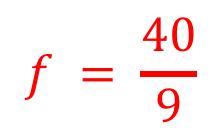 f = 40/9